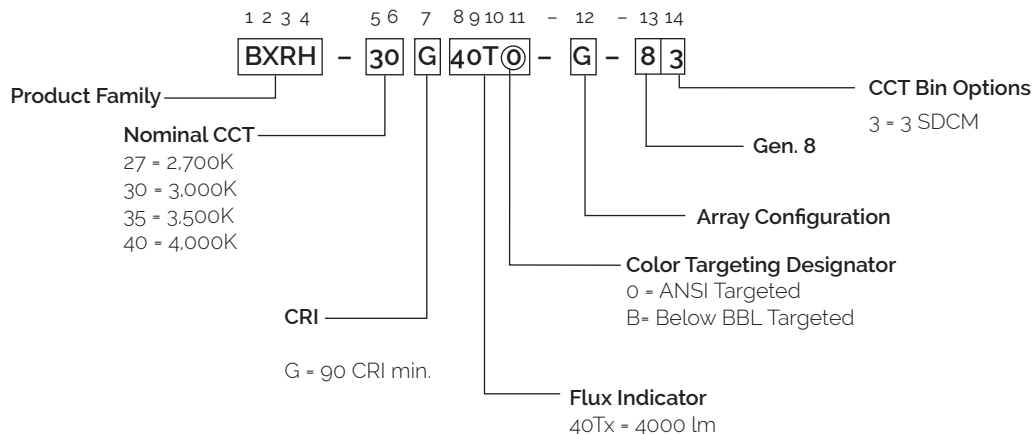 1 2 3 4 5 6 7 8 9 10 11 – 12 – 13 14
BXRH – 30 G 40T0 – G – 8 3
Product Family
CCT Bin Options
3 = 3 SDCM
Nominal CCT
27 = 2,700K
30 = 3,000K
35 = 3,500K
40 = 4,000K
Gen. 8
Array Configuration
Color Targeting Designator
0 = ANSI Targeted
B= Below BBL Targeted
CRI
G = 90 CRI min.
Flux Indicator
40Tx = 4000 lm